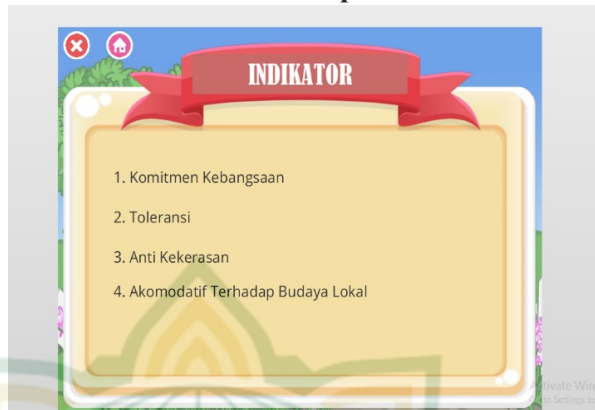 INDIKATOR
1. Komitmen Kebangsaan
2. Toleransi
3. Anti Kekerasan
4. Akomodatif Terhadap Budaya Lokal